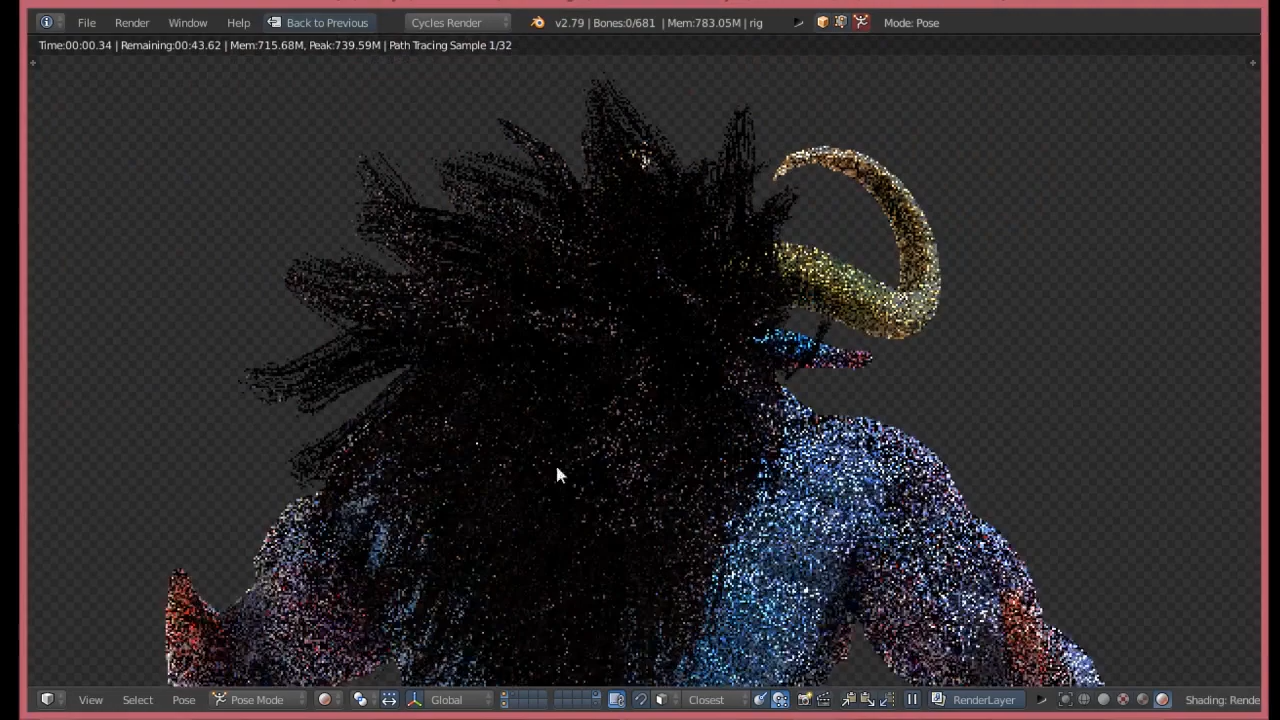 File Render Window Help Back to Previous Cycles Render v2.79 | Bones:0/681 | Mem:783.05M | rig Mode: Pose
Time:00:00.34 | Remaining:00:43.62 | Mem:715.68M, Peak:739.59M | Path Tracing Sample 1/32
View Select Pose Pose Mode Global Closest RenderLayer Shading: Rende